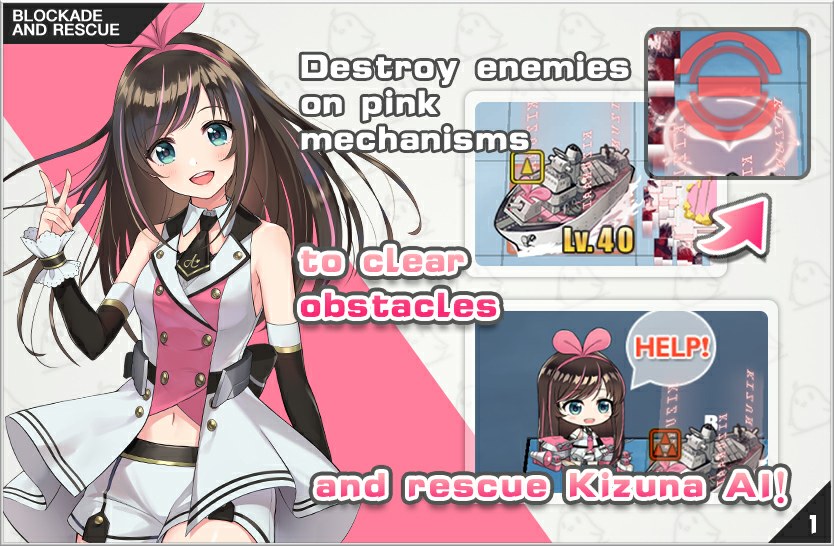 BLOCKADE
AND RESCUE
Destroy enemies
on pink
mechanisms
Lv.40
to clear
obstacles
HELP!
and rescue Kizuna AI!
1